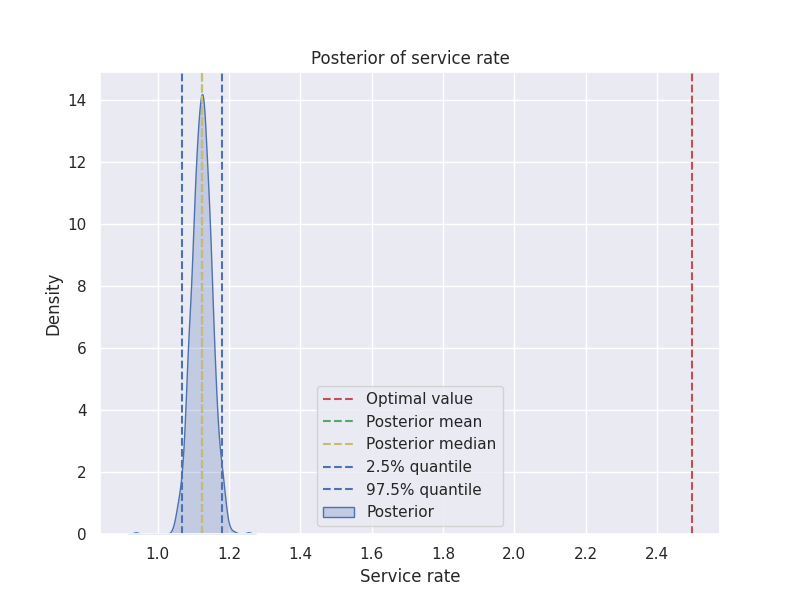 Posterior of service rate
14
12
10
8
6
4
2
0
Density
Optimal value
Posterior mean
Posterior median
2.5% quantile
97.5% quantile
Posterior
1.0 1.2 1.4 1.6 1.8 2.0 2.2 2.4
Service rate